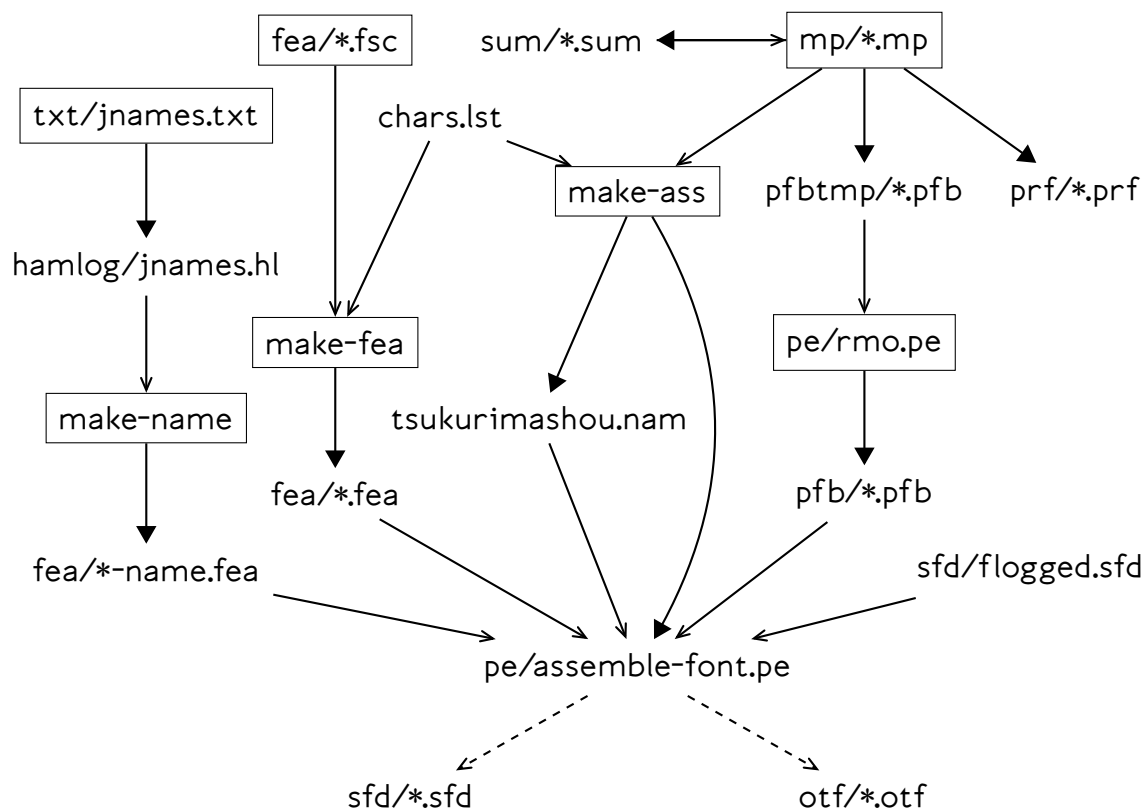 fea/*.fsc
sum/*.sum
mp/*.mp
txt/jnames.txt
chars.lst
make-ass
pfbtmp/*.pfb
prf/*.prf
hamlog/jnames.hl
make-fea
pe/rmo.pe
make-name
tsukurimashou.nam
fea/*.fea
pfb/*.pfb
fea/*-name.fea
sfd/flogged.sfd
pe/assemble-font.pe
sfd/*.sfd
otf/*.otf